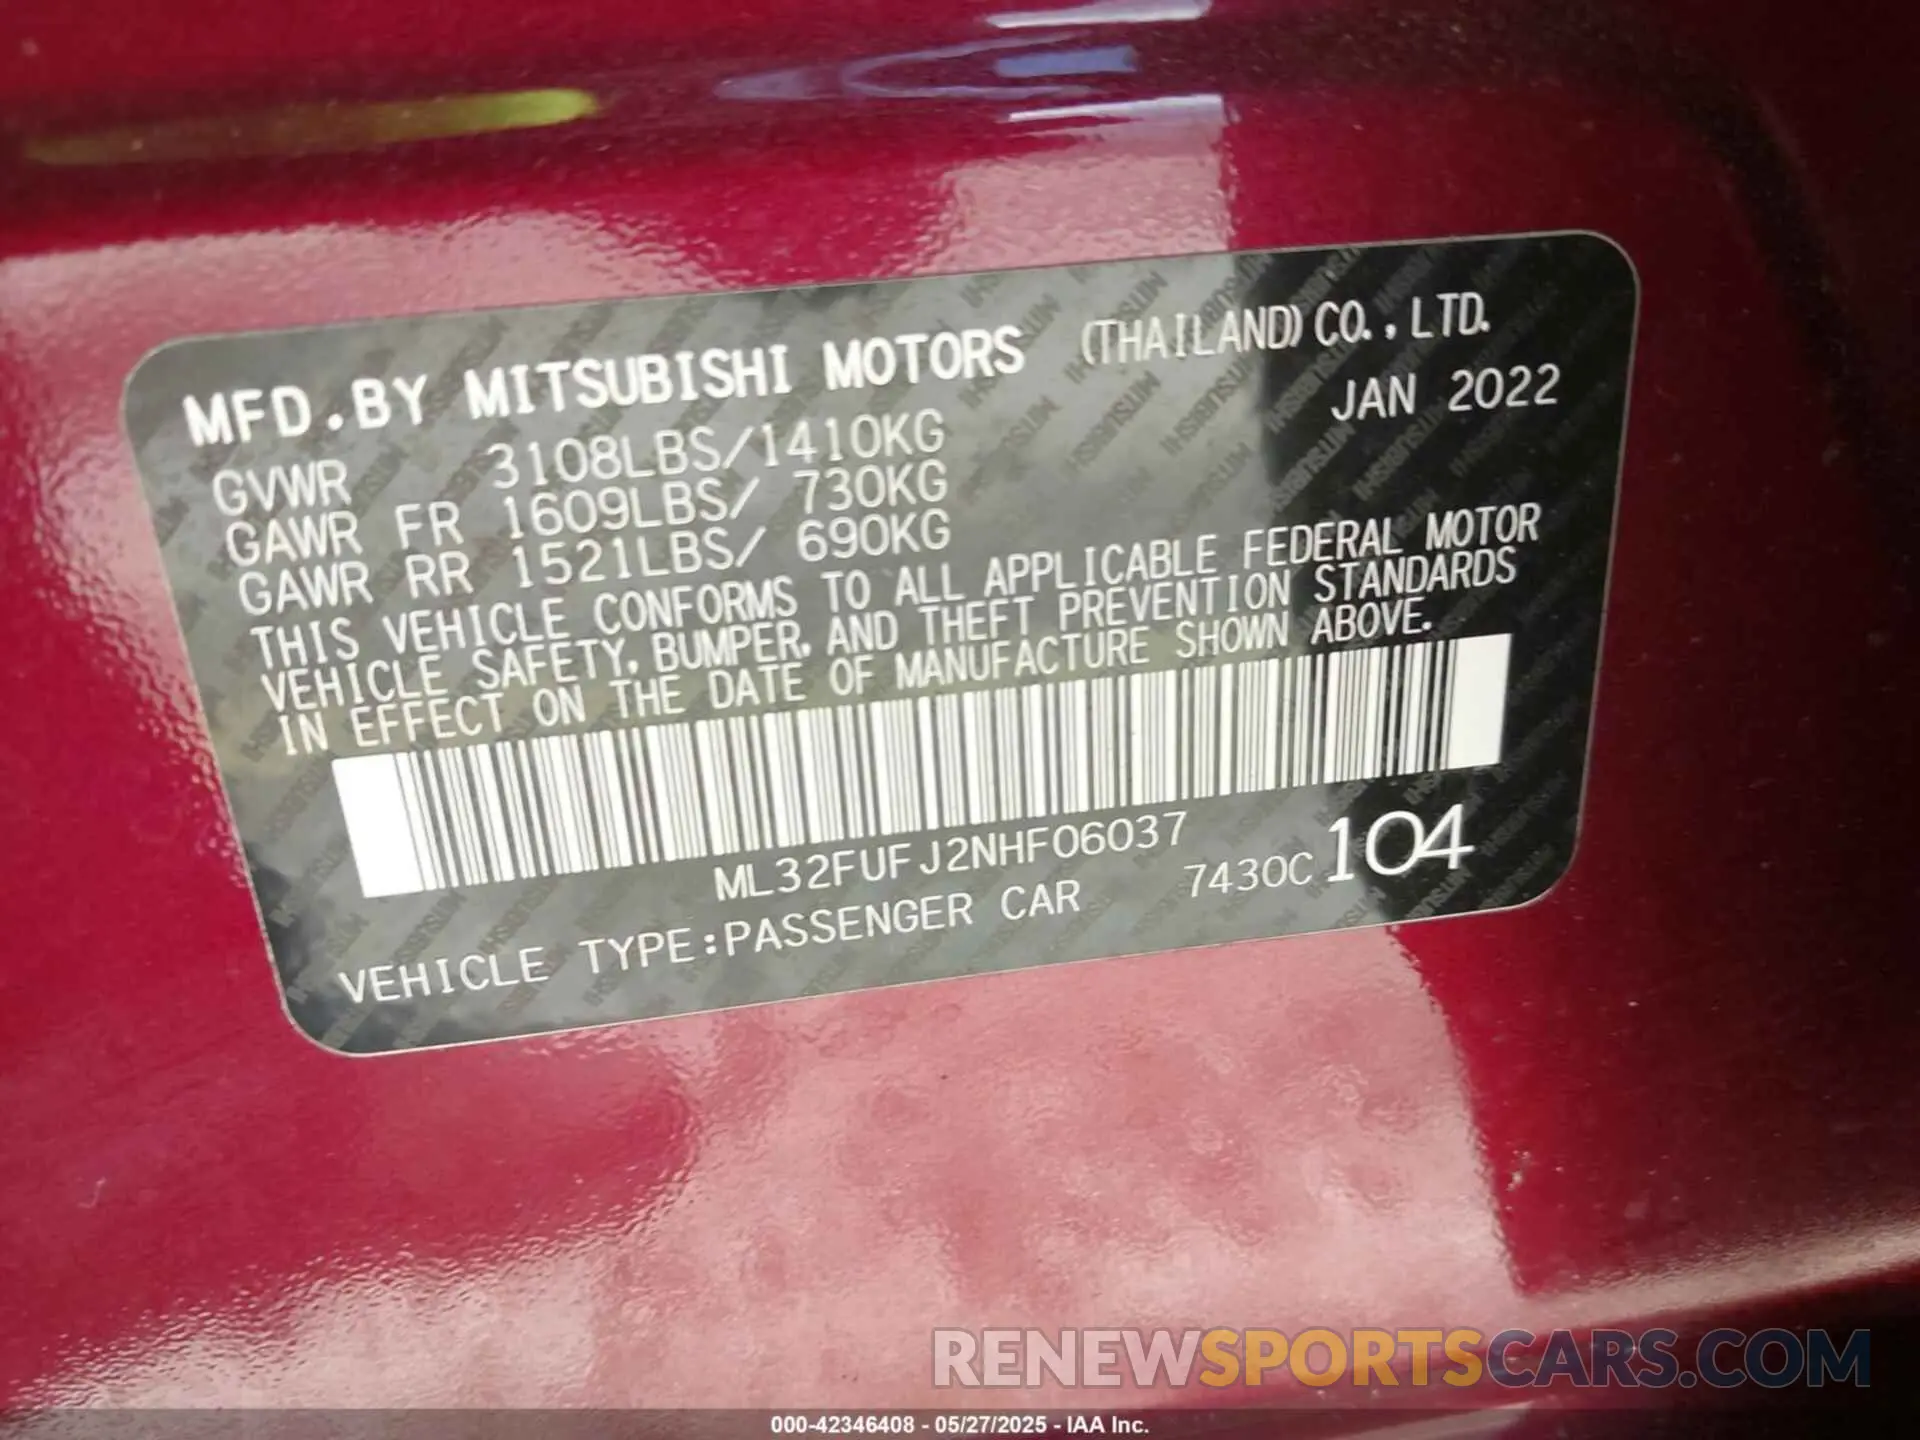 MFD.BY MITSUBISHI MOTORS (THAILAND) CO.,LTD.
JAN 2022
GVWR 3108LBS/1410KG
GAWR FR 1609LBS/ 730KG
GAWR RR 1521LBS/ 690KG
THIS VEHICLE CONFORMS TO ALL APPLICABLE FEDERAL MOTOR
VEHICLE SAFETY, BUMPER, AND THEFT PREVENTION STANDARDS
IN EFFECT ON THE DATE OF MANUFACTURE SHOWN ABOVE.
ML32FUFJ2NHF06037
7430C 104
VEHICLE TYPE:PASSENGER CAR
RENEWSPORTSCARS.COM
000-42346408 - 05/27/2025 - IAA Inc.